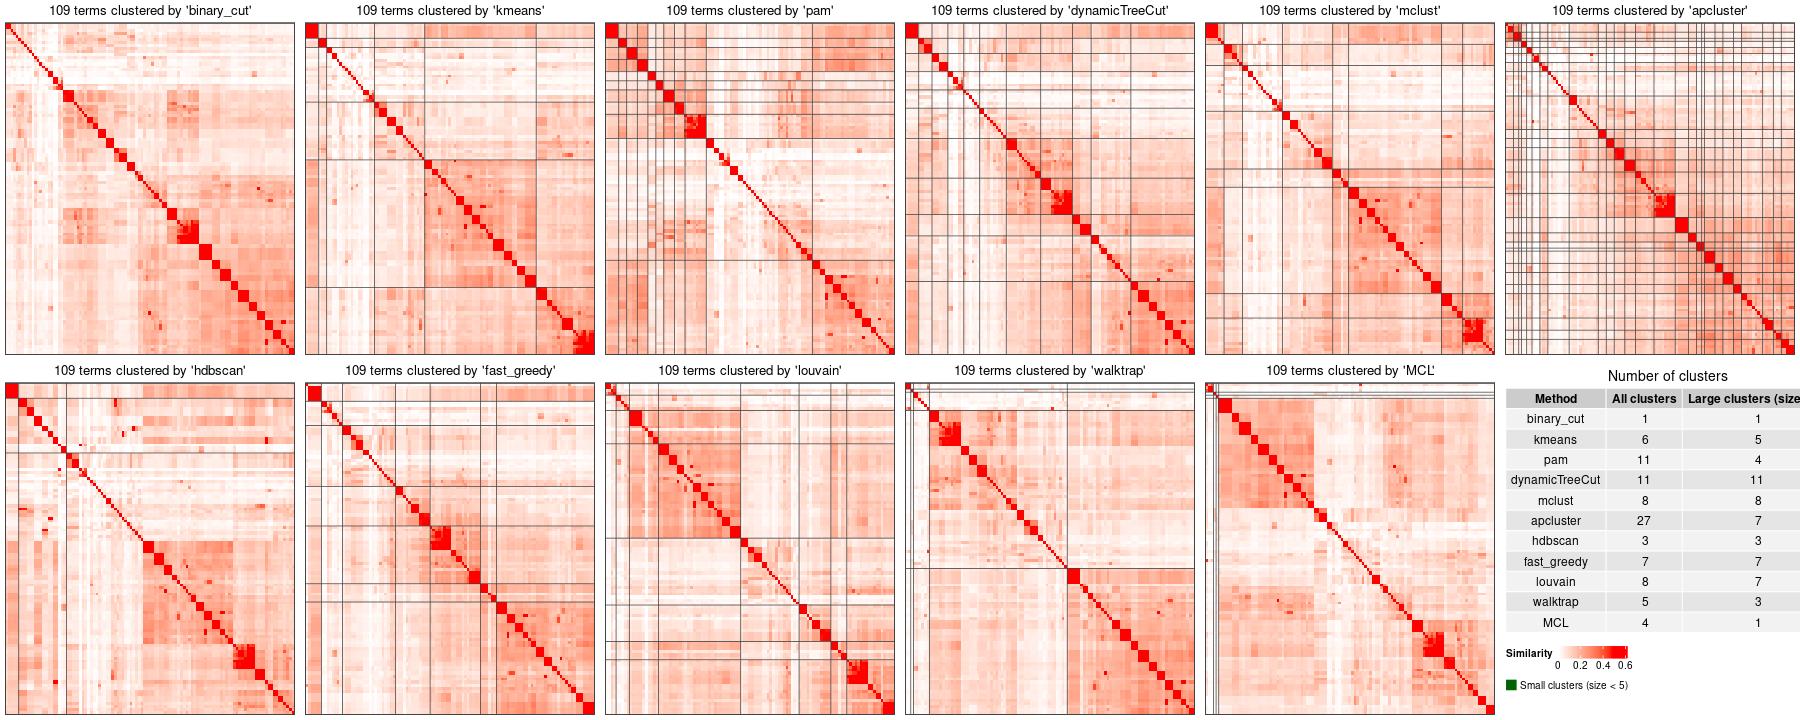 109 terms clustered by 'binary_cut'
109 terms clustered by 'kmeans'
109 terms clustered by 'pam'
109 terms clustered by 'dynamicTreeCut'
109 terms clustered by 'mclust'
109 terms clustered by 'apcluster'
109 terms clustered by 'hdbscan'
109 terms clustered by 'fast_greedy'
109 terms clustered by 'louvain'
109 terms clustered by 'walktrap'
109 terms clustered by 'MCL'
Number of clusters
Method All clusters Large clusters (size
binary_cut 1 1
kmeans 6 5
pam 11 4
dynamicTreeCut 11 11
mclust 8 8
apcluster 27 7
hdbscan 3 3
fast_greedy 7 7
louvain 8 7
walktrap 5 3
MCL 4 1
Similarity
0 0.2 0.4 0.6
Small clusters (size < 5)